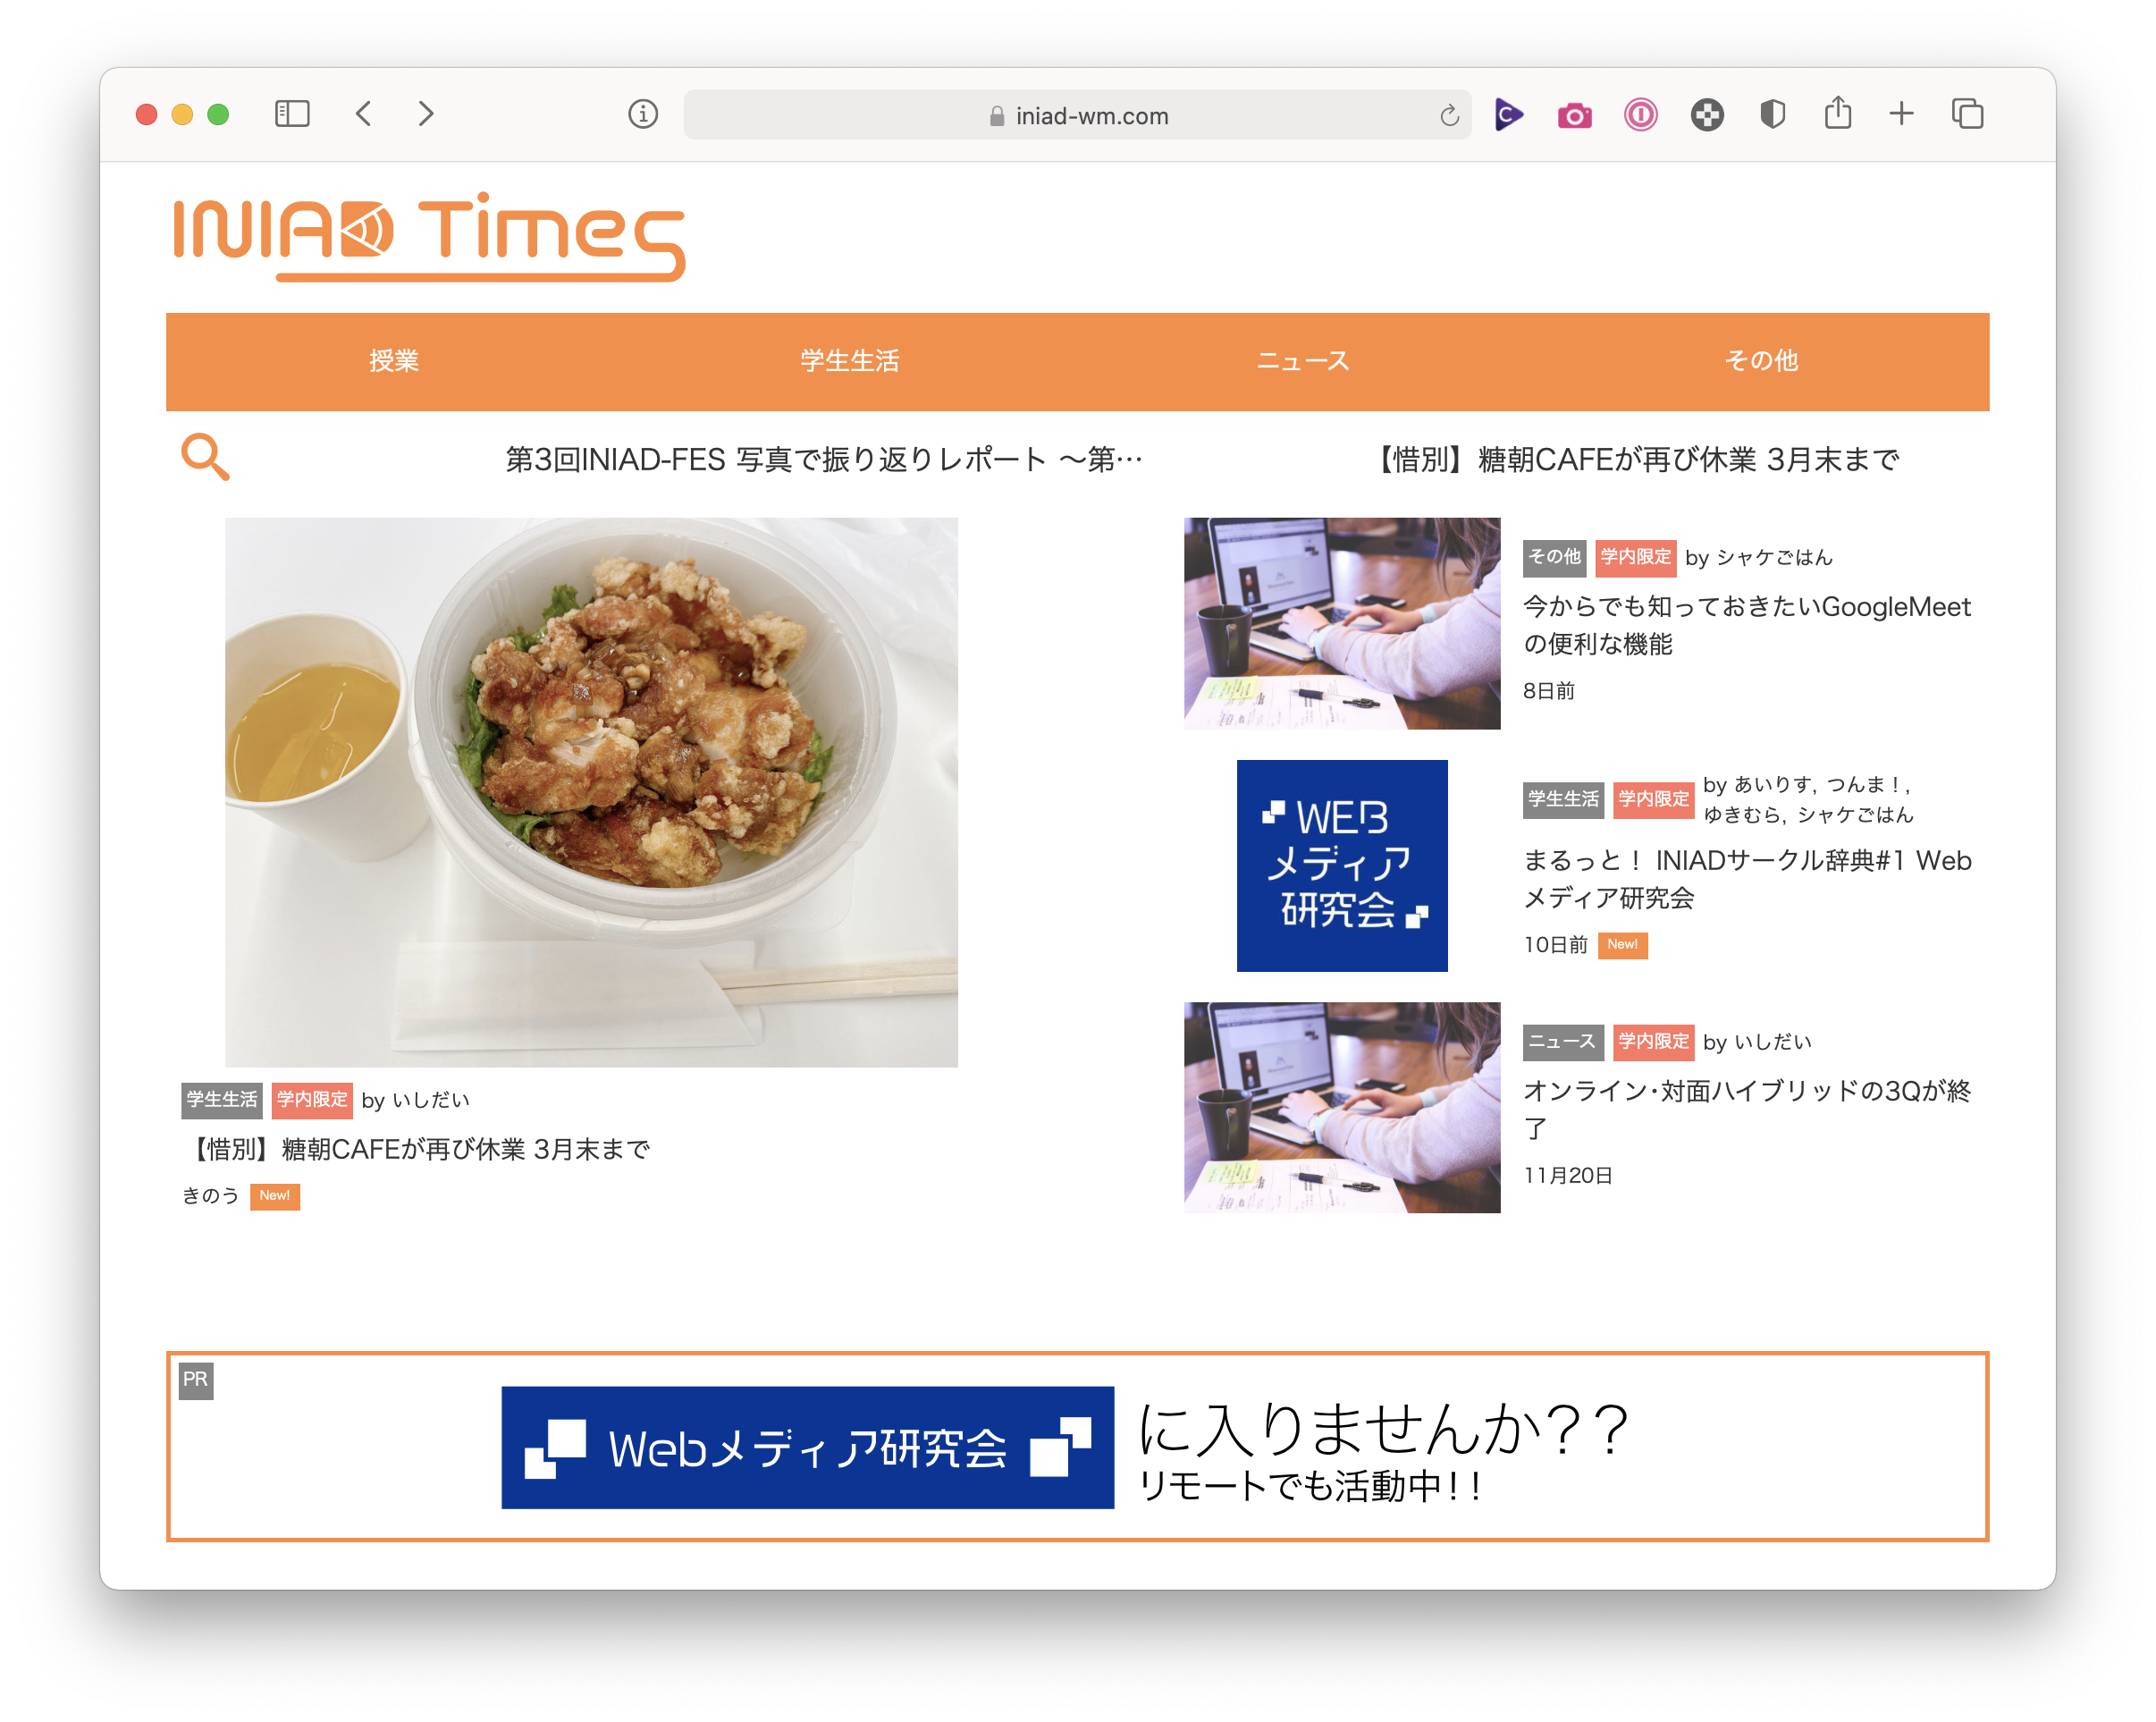 iniad-wm.com
INIAD Times
授業 学生生活 ニュース その他
第3回INIAD-FES 写真で振り返りレポート 〜第… 【惜別】糖朝CAFEが再び休業 3月末まで
学生生活 学内限定 by いしだい
【惜別】糖朝CAFEが再び休業 3月末まで
きのう New!
その他 学内限定 by シャケごはん
今からでも知っておきたいGoogleMeet
の便利な機能
8日前
WEB
メディア
研究会
学生生活 学内限定 by あいりす, つんま！,
ゆきむら, シャケごはん
まるっと！ INIADサークル辞典#1 Web
メディア研究会
10日前 New!
ニュース 学内限定 by いしだい
オンライン･対面ハイブリッドの3Qが終
了
11月20日
PR
Webメディア研究会 に入りませんか？？
リモートでも活動中！！